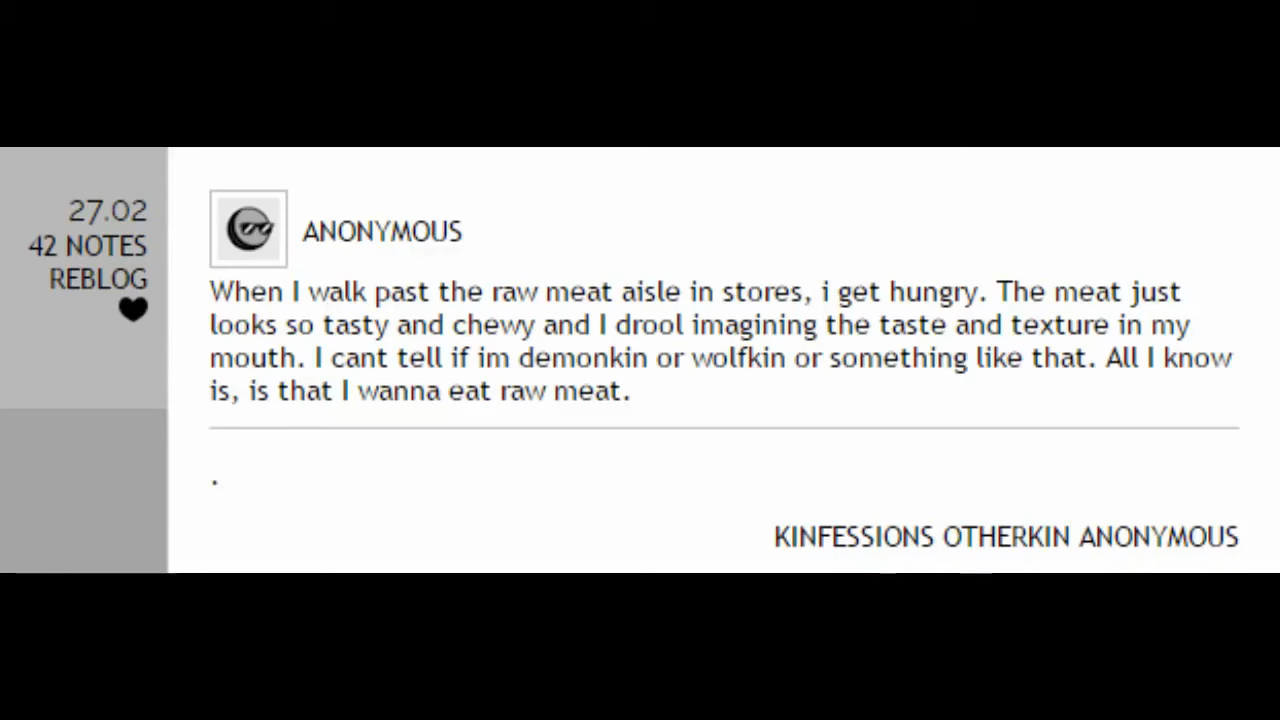 27.02
42 NOTES
REBLOG
ANONYMOUS
When I walk past the raw meat aisle in stores, i get hungry. The meat just
looks so tasty and chewy and I drool imagining the taste and texture in my
mouth. I cant tell if im demonkin or wolfkin or something like that. All I know
is, is that I wanna eat raw meat.
.
KINFESSIONS OTHERKIN ANONYMOUS